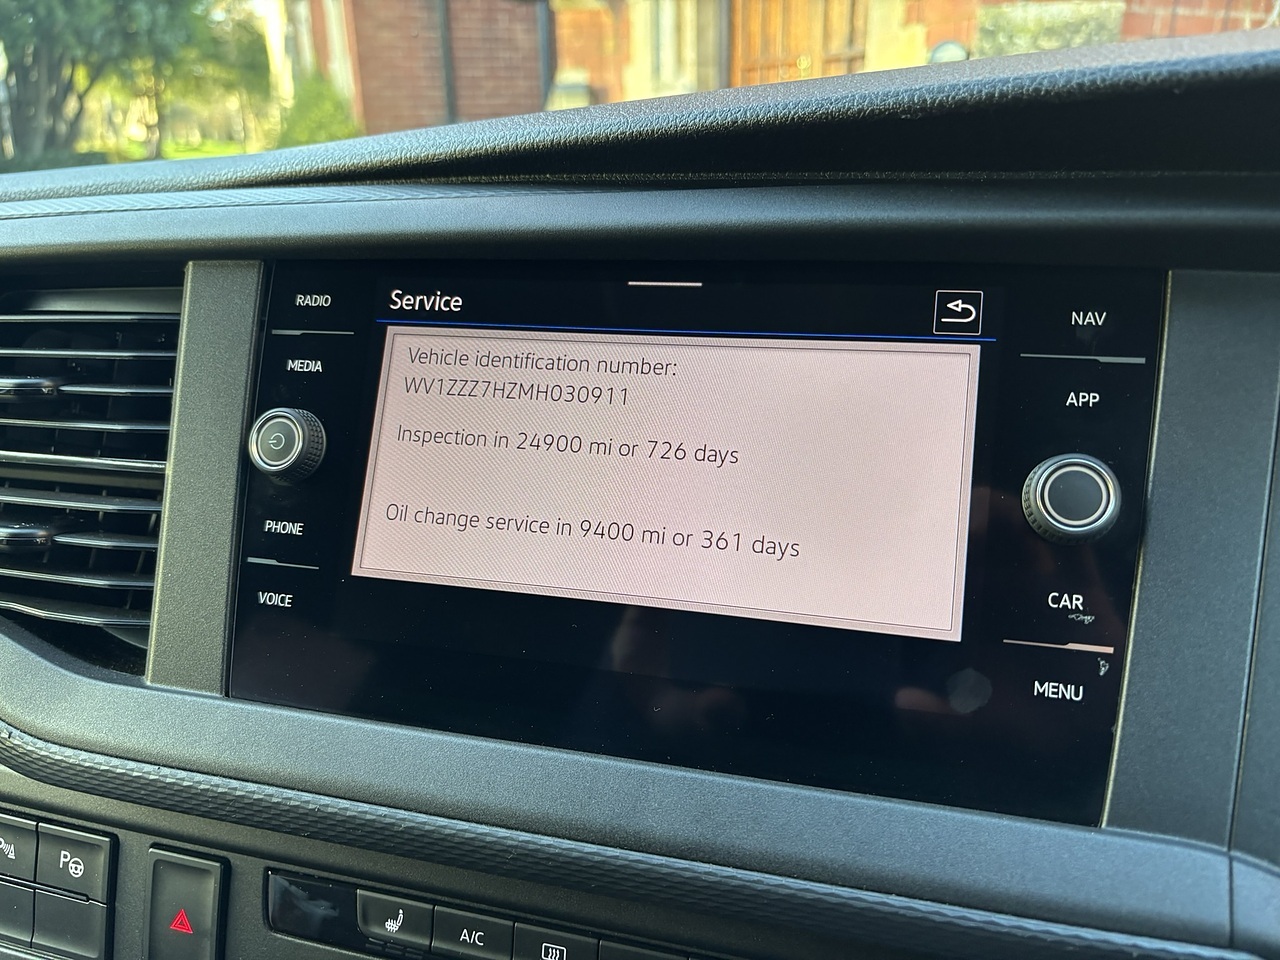 RADIO
MEDIA
PHONE
VOICE
Service
Vehicle identification number:
WV1ZZZ7HZMH030911
Inspection in 24900 mi or 726 days
Oil change service in 9400 mi or 361 days
NAV
APP
CAR
MENU
P
A/C